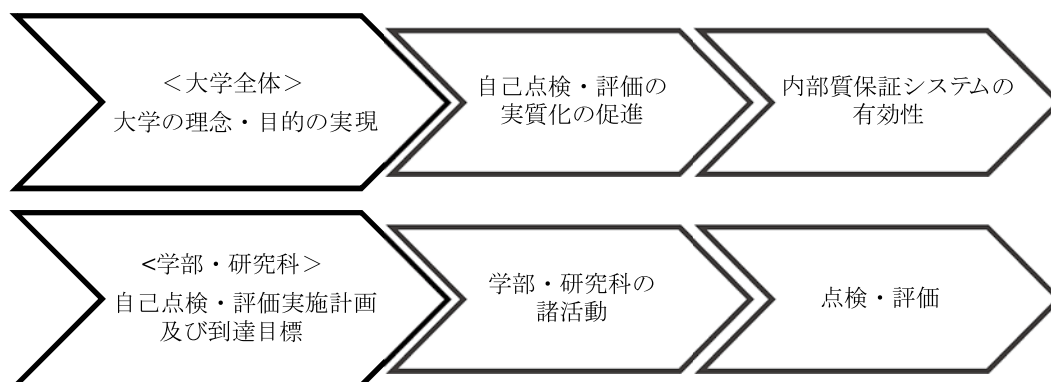 ＜大学全体＞
大学の理念・目的の実現
自己点検・評価の
実質化の促進
内部質保証システムの
有効性
<学部・研究科＞
自己点検・評価実施計画
及び到達目標
学部・研究科の
諸活動
点検・評価